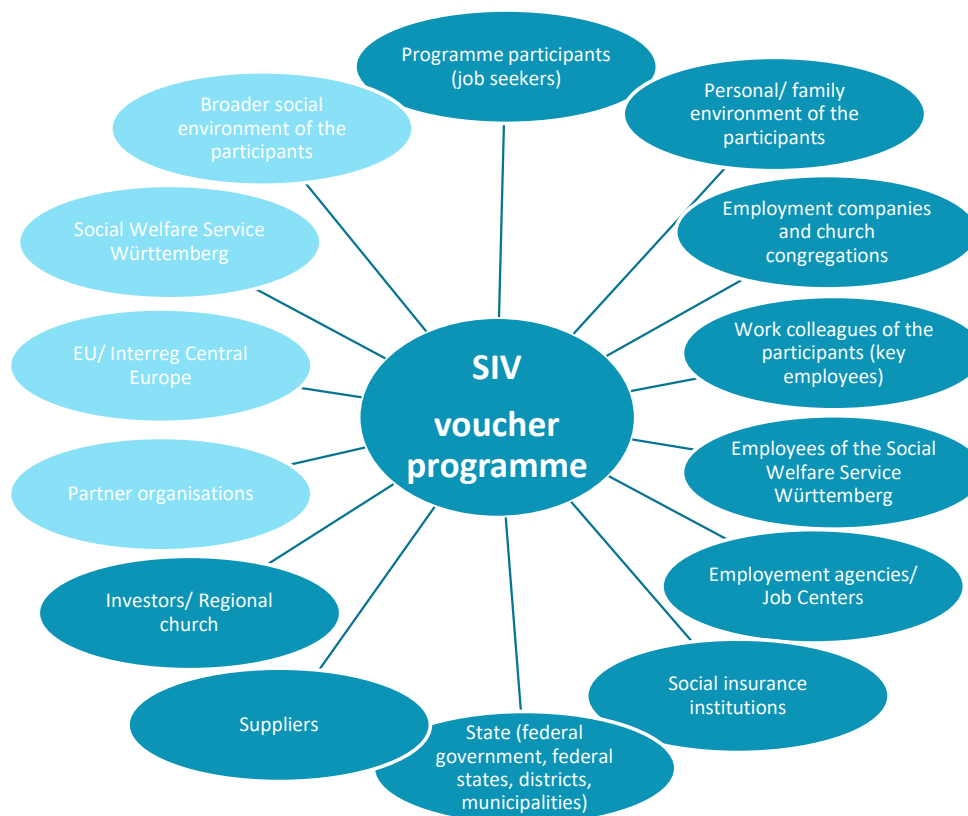 Programme participants
(job seekers)
Personal/ family
environment of the
participants
Employment companies
and church
congregations
Work colleagues of the
participants (key
employees)
Employees of the Social
Welfare Service
Württemberg
Employement agencies/
Job Centers
Social insurance
institutions
State (federal
government, federal
states, districts,
municipalities)
Suppliers
Investors/ Regional
church
Partner organisations
EU/ Interreg Central
Europe
Social Welfare Service
Württemberg
Broader social
environment of the
participants
SIV
voucher
programme